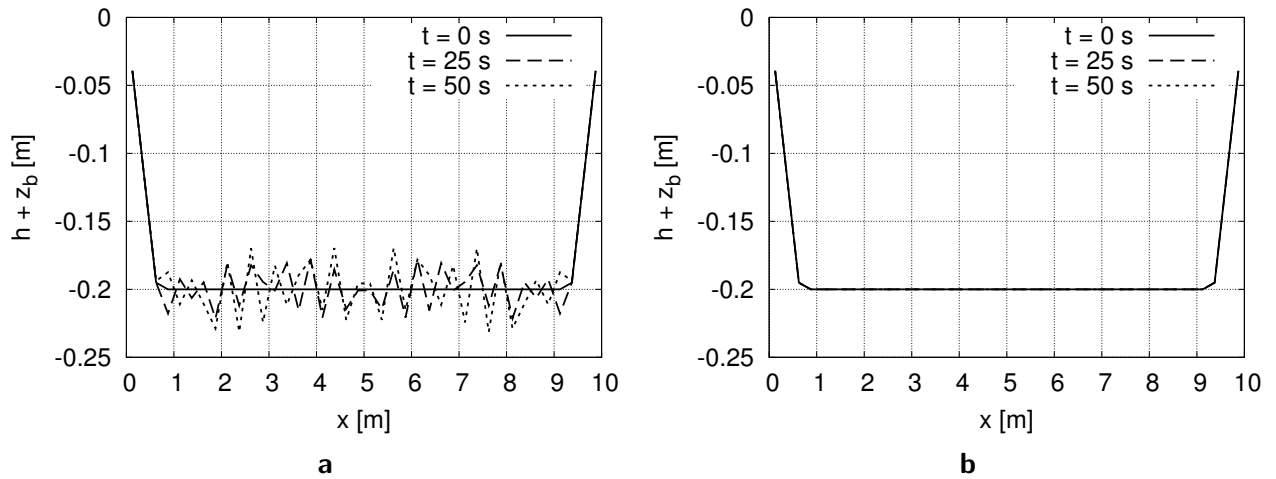 0
-0.05
-0.1
-0.15
-0.2
-0.25
h + z_b [m]
0 1 2 3 4 5 6 7 8 9 10
x [m]
t = 0 s
t = 25 s
t = 50 s
a
0
-0.05
-0.1
-0.15
-0.2
-0.25
h + z_b [m]
0 1 2 3 4 5 6 7 8 9 10
x [m]
t = 0 s
t = 25 s
t = 50 s
b